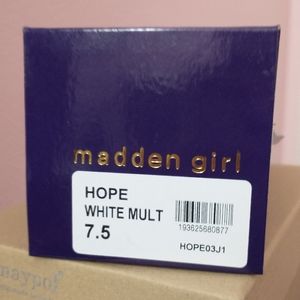 madden girl
HOPE
WHITE MULT
7.5
193625680877
HOPE03J1